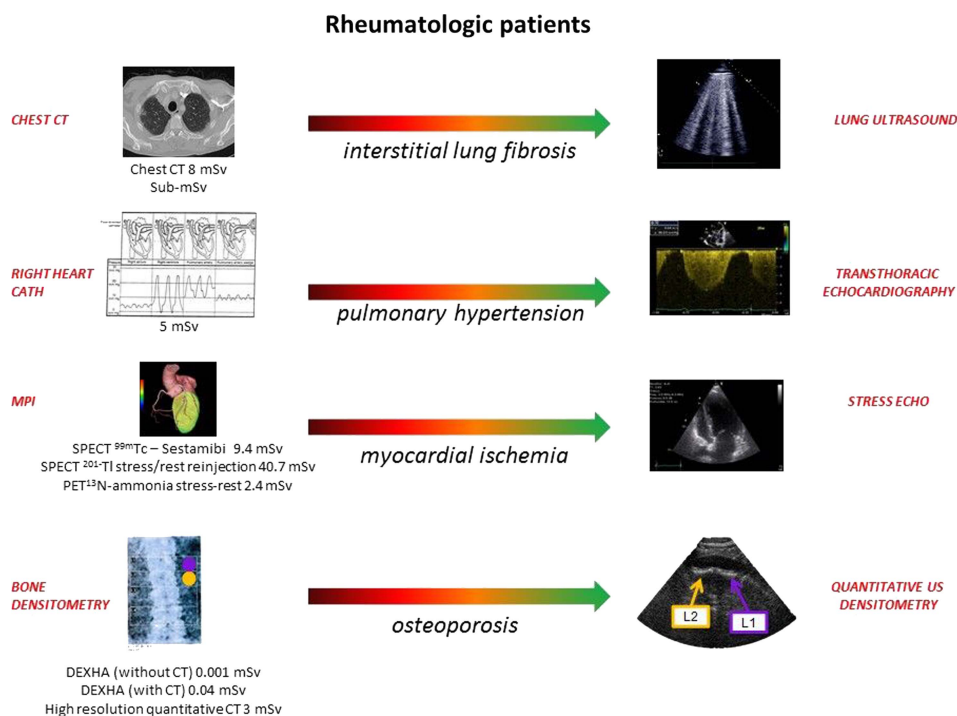 Rheumatologic patients
CHEST CT
Chest CT 8 mSv
Sub-mSv
interstitial lung fibrosis
LUNG ULTRASOUND
RIGHT HEART
CATH
5 mSv
pulmonary hypertension
TRANSTHORACIC
ECHOCARDIOGRAPHY
MPI
SPECT ⁹⁹ᵐTc – Sestamibi 9.4 mSv
SPECT ²⁰¹⁻Tl stress/rest reinjection 40.7 mSv
PET¹³N-ammonia stress-rest 2.4 mSv
myocardial ischemia
STRESS ECHO
BONE
DENSITOMETRY
DEXHA (without CT) 0.001 mSv
DEXHA (with CT) 0.04 mSv
High resolution quantitative CT 3 mSv
osteoporosis
L2
L1
QUANTITATIVE US
DENSITOMETRY